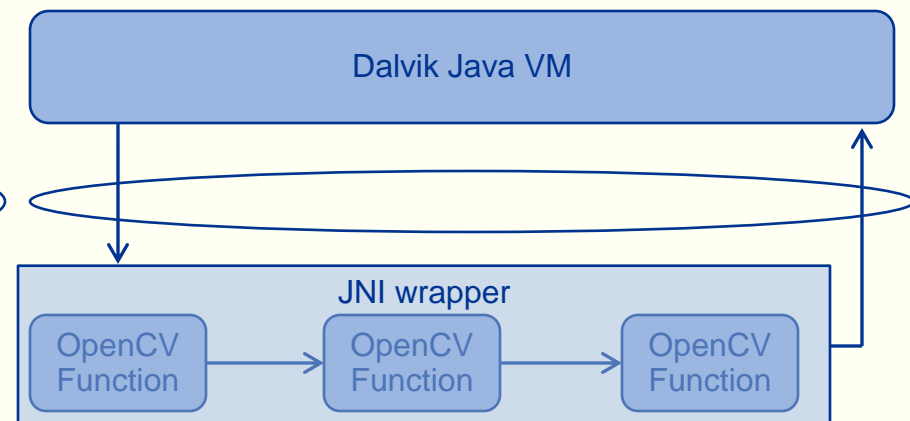 Dalvik Java VM
JNI wrapper
OpenCV
Function
OpenCV
Function
OpenCV
Function